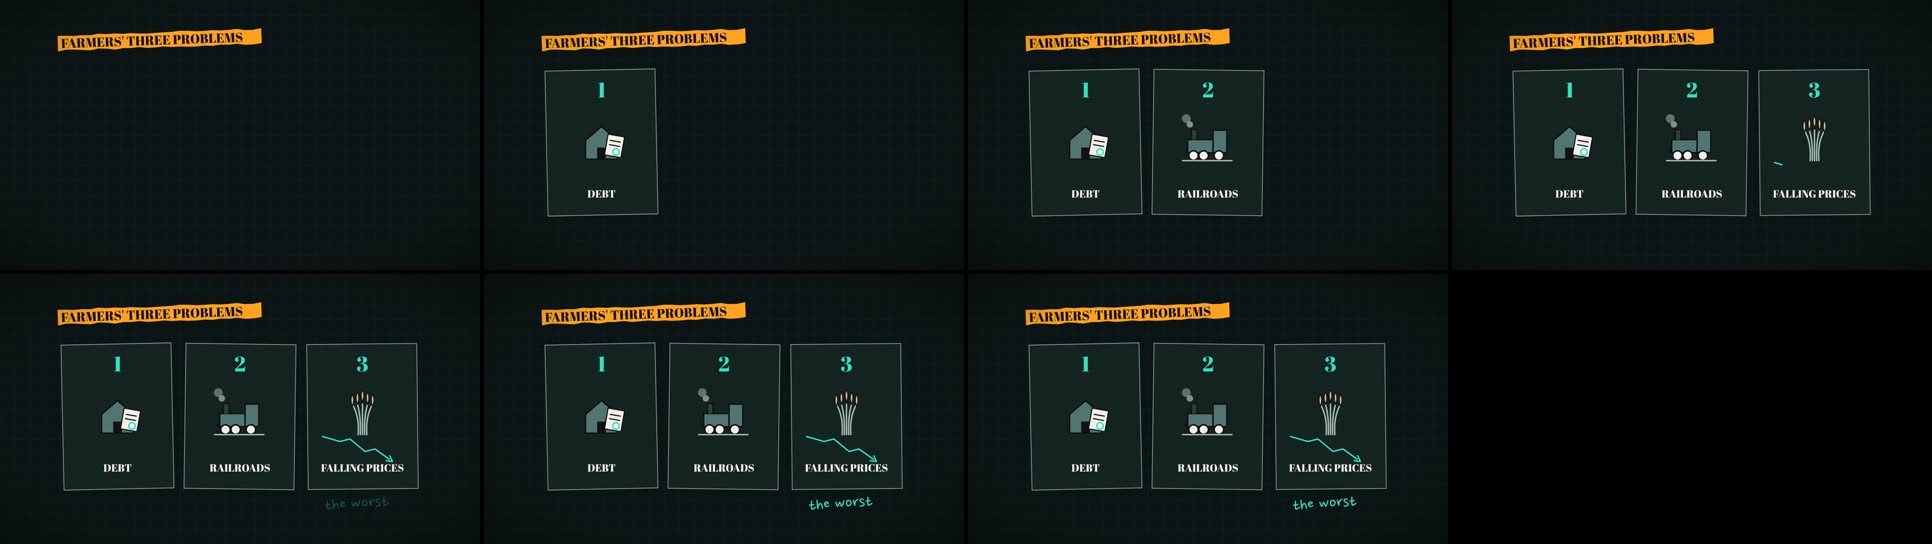 FARMERS' THREE PROBLEMS
FARMERS' THREE PROBLEMS
1
DEBT
FARMERS' THREE PROBLEMS
1
2
DEBT
RAILROADS
FARMERS' THREE PROBLEMS
1
2
3
DEBT
RAILROADS
FALLING PRICES
FARMERS' THREE PROBLEMS
1
2
3
DEBT
RAILROADS
FALLING PRICES
the worst
FARMERS' THREE PROBLEMS
1
2
3
DEBT
RAILROADS
FALLING PRICES
the worst
FARMERS' THREE PROBLEMS
1
2
3
DEBT
RAILROADS
FALLING PRICES
the worst